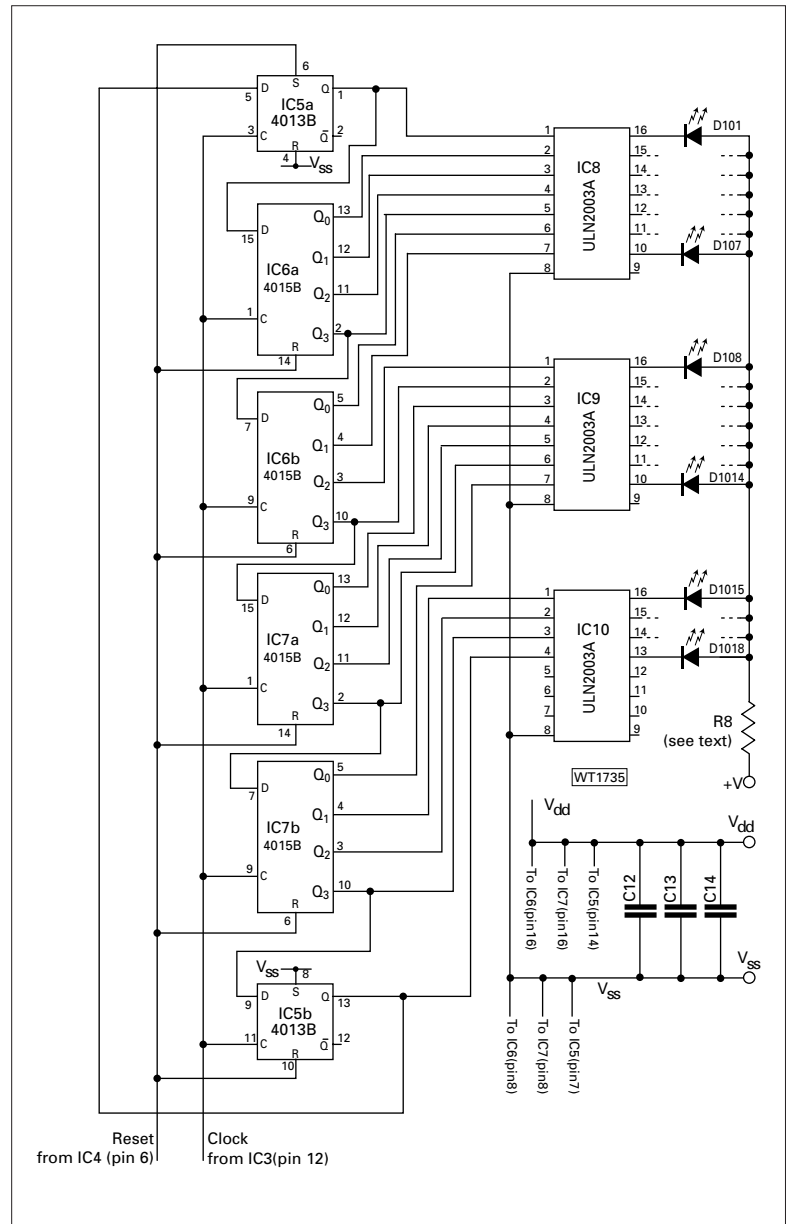 6
5 D S Q 1
IC5a
4013B
3 C Q̄ 2
R
4 Vss
D
15
IC6a
4015B
Q0 13
Q1 12
Q2 11
Q3 2
1 C
R
14
D
7
IC6b
4015B
Q0 5
Q1 4
Q2 3
Q3 10
9 C
R
6
D
15
IC7a
4015B
Q0 13
Q1 12
Q2 11
Q3 2
1 C
R
14
D
7
IC7b
4015B
Q0 5
Q1 4
Q2 3
Q3 10
9 C
R
6
Vss 8
9 D S Q 13
IC5b
4013B
11 C Q̄ 12
R
10
Reset
from IC4 (pin 6)
Clock
from IC3(pin 12)
1 16 D101
2 15
3 14
4 13
5 12
6 11
7 10 D107
8 9
IC8
ULN2003A
1 16 D108
2 15
3 14
4 13
5 12
6 11
7 10 D1014
8 9
IC9
ULN2003A
1 16 D1015
2 15
3 14
4 13 D1018
5 12
6 11
7 10
8 9
IC10
ULN2003A
R8
(see text)
+V
WT1735
Vdd
Vdd
To IC6(pin16)
To IC7(pin16)
To IC5(pin14)
C12
C13
C14
Vss
Vss
To IC6(pin8)
To IC7(pin8)
To IC5(pin7)